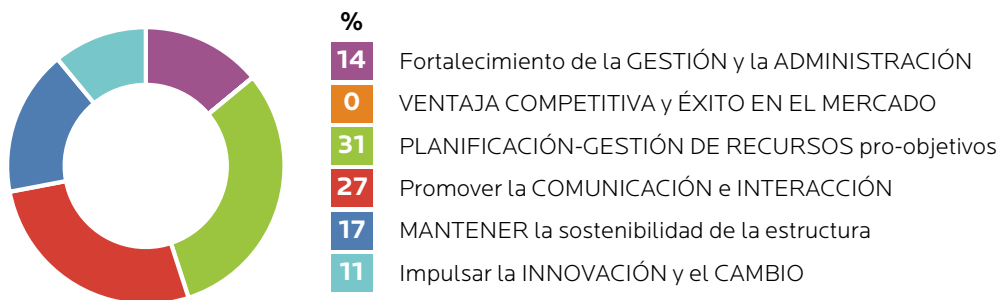 %
14 Fortalecimiento de la GESTIÓN y la ADMINISTRACIÓN
0 VENTAJA COMPETITIVA y ÉXITO EN EL MERCADO
31 PLANIFICACIÓN-GESTIÓN DE RECURSOS pro-objetivos
27 Promover la COMUNICACIÓN e INTERACCIÓN
17 MANTENER la sostenibilidad de la estructura
11 Impulsar la INNOVACIÓN y el CAMBIO